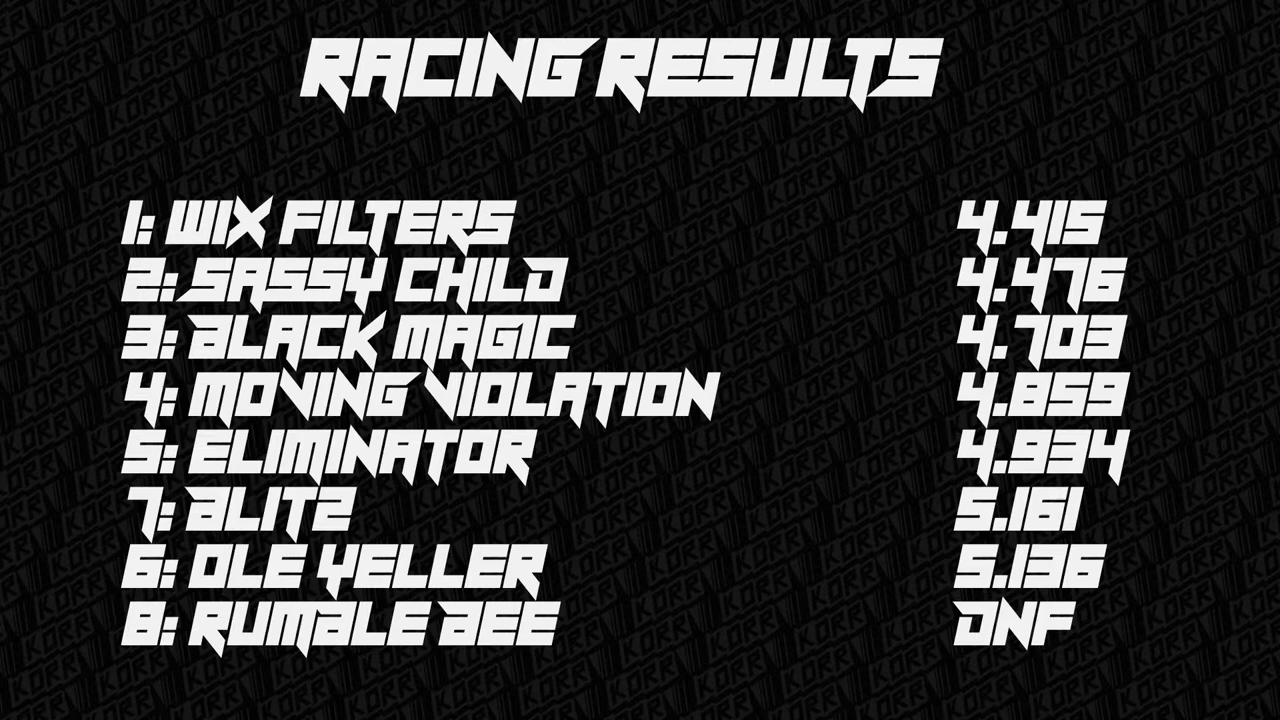 RACING RESULTS
1: WIX FILTERS 4.415
2: SASSY CHILD 4.476
3: BLACK MAGIC 4.703
4: MOVING VIOLATION 4.859
5: ELIMINATOR 4.934
7: BLITZ 5.161
6: OLE YELLER 5.136
8: RUMBLE BEE DNF